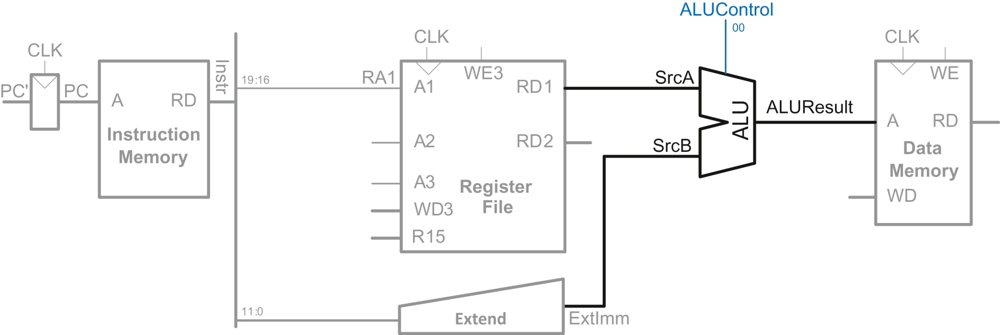 ALUControl
00
CLK
CLK
CLK
PC'
PC
A
RD
Instruction
Memory
Instr
19:16
RA1
A1
WE3
RD1
A2
RD2
A3
WD3
R15
Register
File
SrcA
SrcB
ALU
ALUResult
WE
A
RD
Data
Memory
WD
11:0
Extend
ExtImm